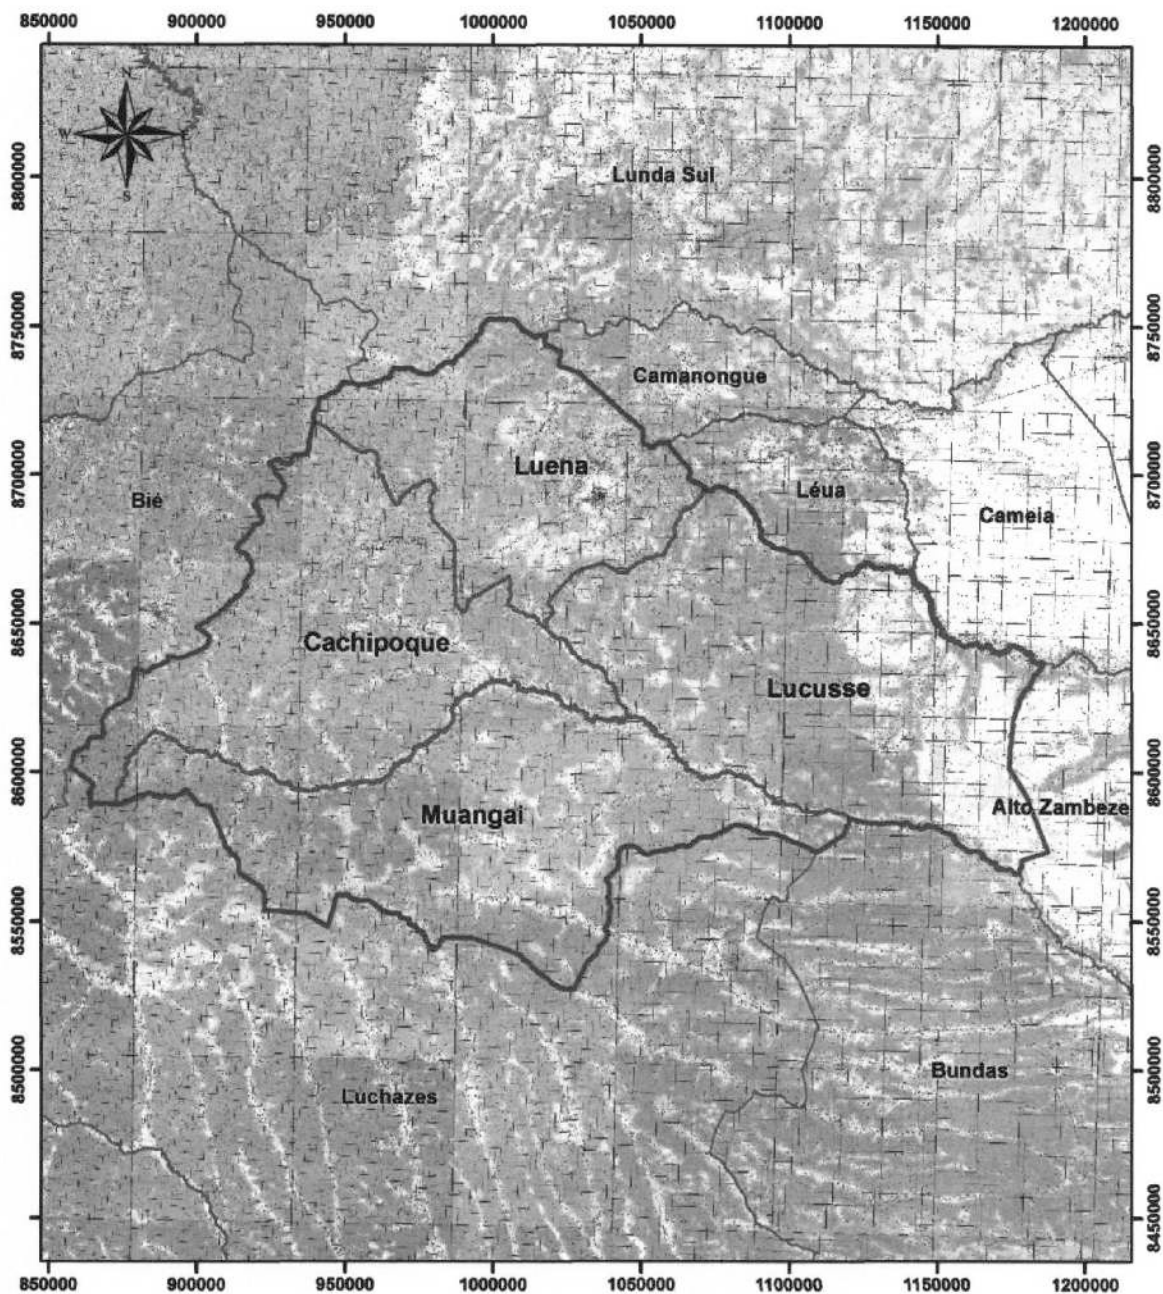 850000 900000 950000 1000000 1050000 1100000 1150000 1200000
N
W E
S
8800000 Lunda Sul 8800000
8750000 8750000
Camanongue
8700000 Luena Léua 8700000
Bié Cameia
8650000 Cachipoque 8650000
Lucusse
8600000 8600000
Muangai Alto Zambeze
8550000 8550000
8500000 Luchazes Bundas 8500000
8450000
850000 900000 950000 1000000 1050000 1100000 1150000 1200000